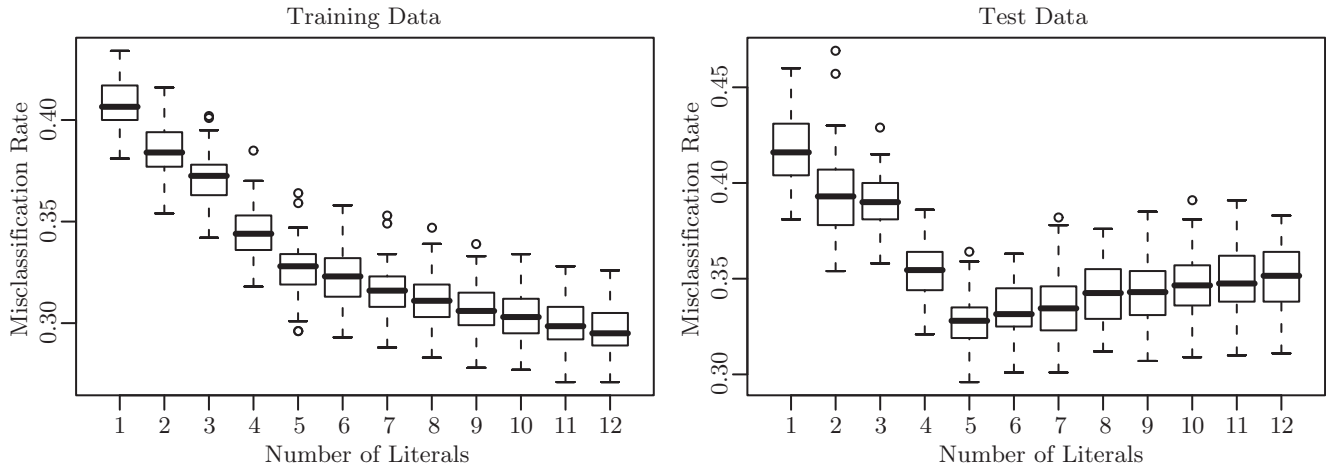 Training Data
Misclassification Rate
0.40
0.35
0.30
1 2 3 4 5 6 7 8 9 10 11 12
Number of Literals
Test Data
Misclassification Rate
0.45
0.40
0.35
0.30
1 2 3 4 5 6 7 8 9 10 11 12
Number of Literals